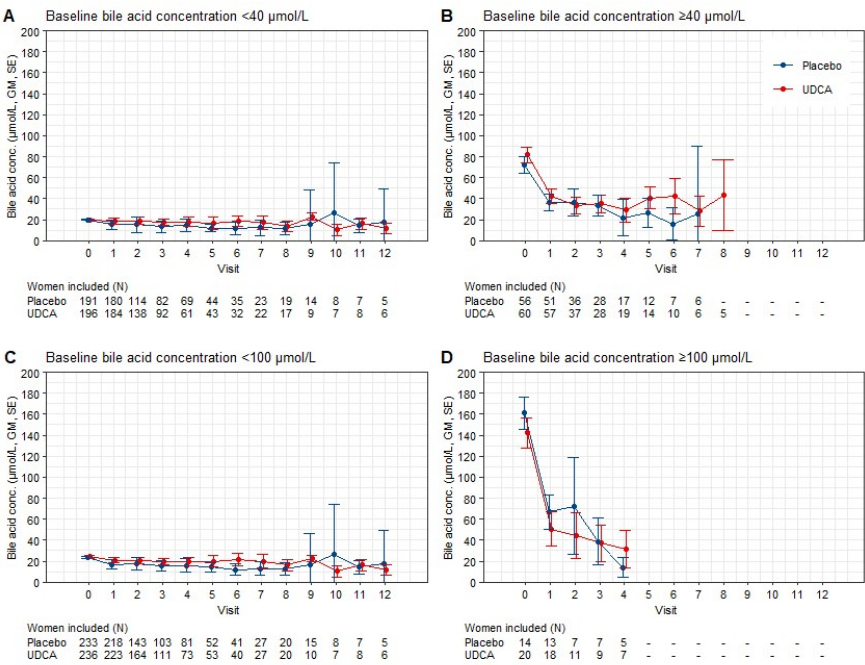 A Baseline bile acid concentration <40 μmol/L
Bile acid conc. (μmol/L, GM, SE)
200
180
160
140
120
100
80
60
40
20
0
0 1 2 3 4 5 6 7 8 9 10 11 12
Visit
Women included (N)
Placebo 191 180 114 82 69 44 35 23 19 14 8 7 5
UDCA 196 184 138 92 61 43 32 22 17 9 7 8 6
B Baseline bile acid concentration ≥40 μmol/L
Bile acid conc. (μmol/L, GM, SE)
200
180
160
140
120
100
80
60
40
20
0
Placebo
UDCA
0 1 2 3 4 5 6 7 8 9 10 11 12
Visit
Women included (N)
Placebo 56 51 36 28 17 12 7 6 - - - - -
UDCA 60 57 37 28 19 14 10 6 5 - - - -
C Baseline bile acid concentration <100 μmol/L
Bile acid conc. (μmol/L, GM, SE)
200
180
160
140
120
100
80
60
40
20
0
0 1 2 3 4 5 6 7 8 9 10 11 12
Visit
Women included (N)
Placebo 233 218 143 103 81 52 41 27 20 15 8 7 5
UDCA 236 223 164 111 73 53 40 27 20 10 7 8 6
D Baseline bile acid concentration ≥100 μmol/L
Bile acid conc. (μmol/L, GM, SE)
200
180
160
140
120
100
80
60
40
20
0
0 1 2 3 4 5 6 7 8 9 10 11 12
Visit
Women included (N)
Placebo 14 13 7 7 5 - - - - - - - -
UDCA 20 18 11 9 7 - - - - - - - -